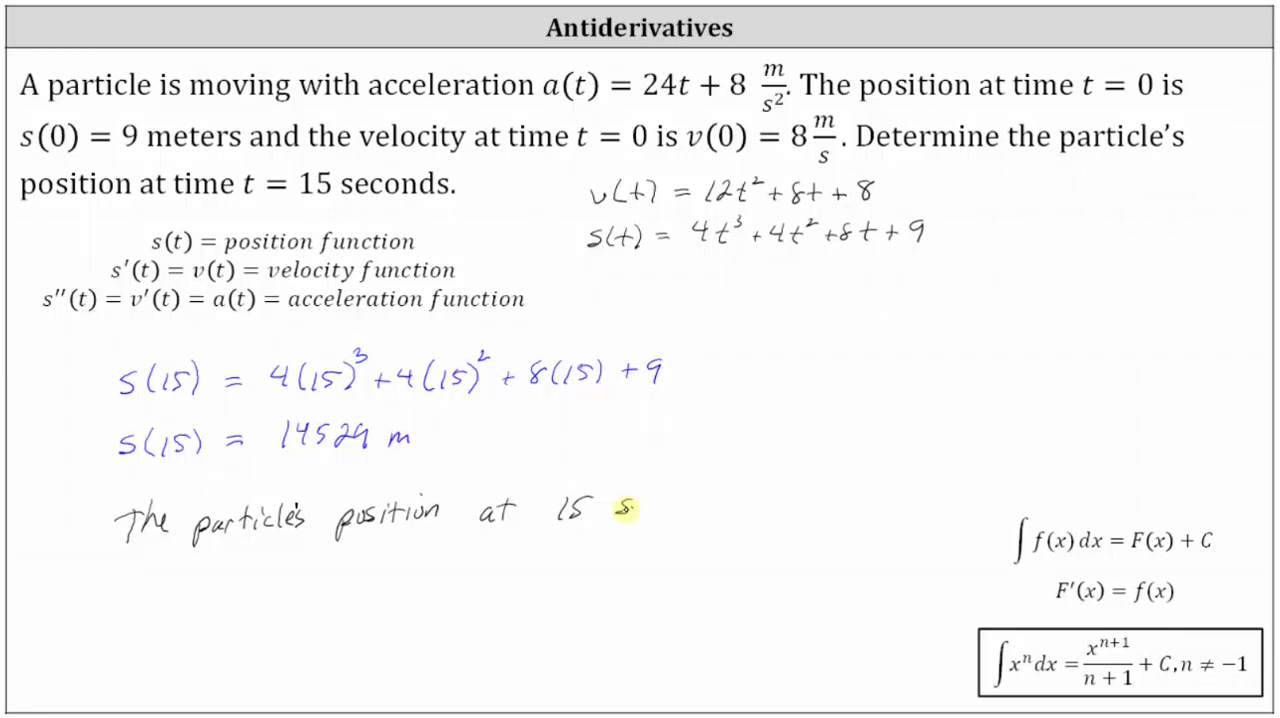 Antiderivatives
A particle is moving with acceleration a(t) = 24t + 8 m/s². The position at time t = 0 is
s(0) = 9 meters and the velocity at time t = 0 is v(0) = 8 m/s. Determine the particle's
position at time t = 15 seconds.
v(t) = 12t² + 8t + 8
s(t) = 4t³ + 4t² + 8t + 9
s(t) = position function
s′(t) = v(t) = velocity function
s″(t) = v′(t) = a(t) = acceleration function
s(15) = 4(15)³ + 4(15)² + 8(15) + 9
s(15) = 14529 m
The particle's position at 15 s
∫ f(x) dx = F(x) + C
F′(x) = f(x)
∫ xⁿ dx = xⁿ⁺¹/(n + 1) + C, n ≠ −1